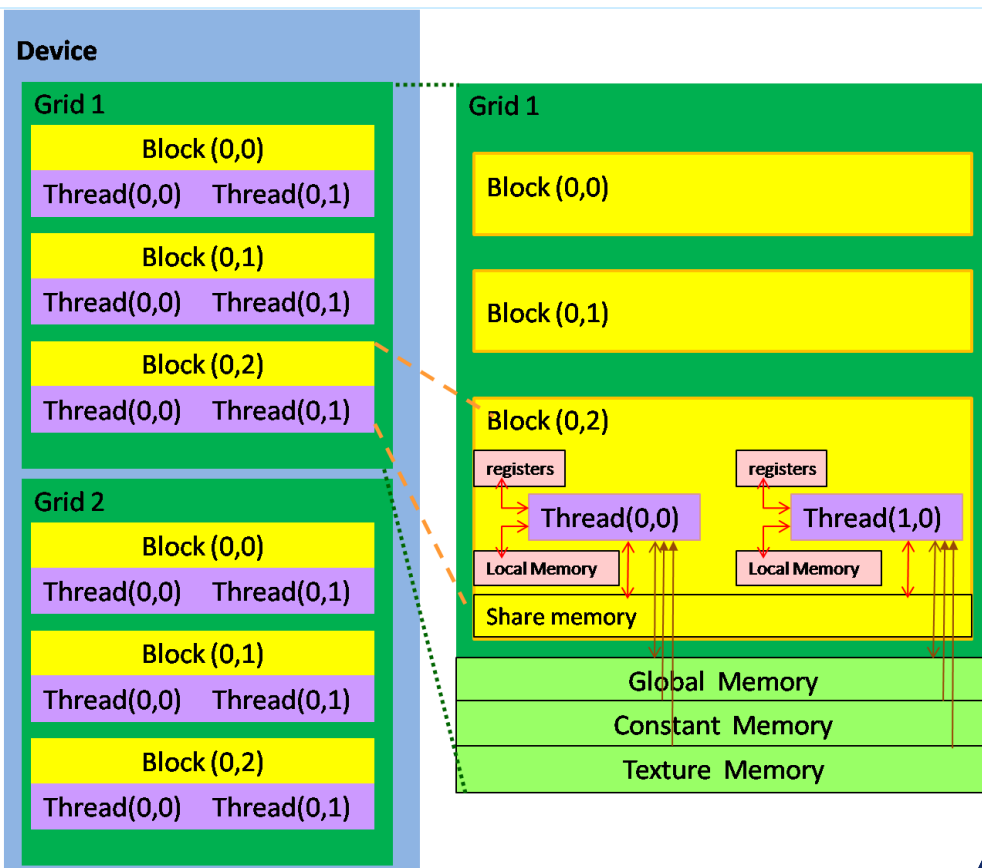 Device
Grid 1
Block (0,0)
Thread(0,0) Thread(0,1)
Block (0,1)
Thread(0,0) Thread(0,1)
Block (0,2)
Thread(0,0) Thread(0,1)
Grid 2
Block (0,0)
Thread(0,0) Thread(0,1)
Block (0,1)
Thread(0,0) Thread(0,1)
Block (0,2)
Thread(0,0) Thread(0,1)
Grid 1
Block (0,0)
Block (0,1)
Block (0,2)
registers registers
Thread(0,0) Thread(1,0)
Local Memory Local Memory
Share memory
Global Memory
Constant Memory
Texture Memory